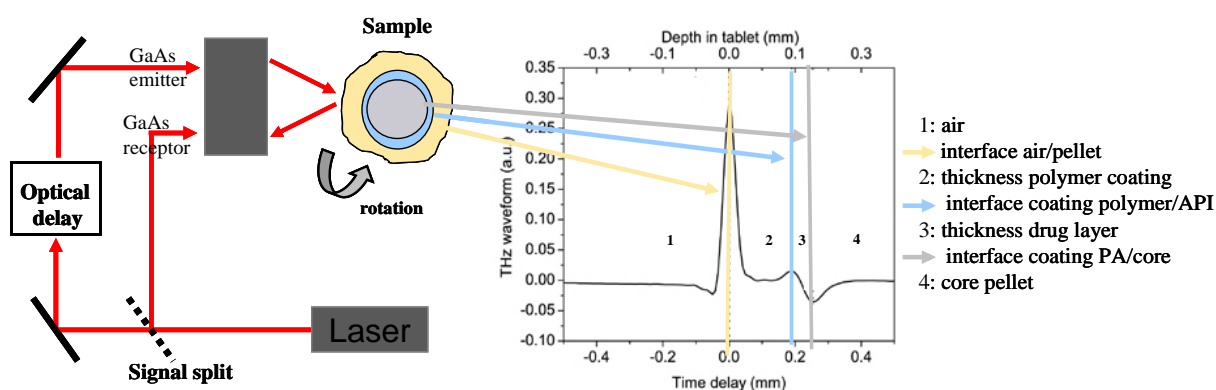 Sample
GaAs
emitter
GaAs
receptor
Optical
delay
rotation
Laser
Signal split
Depth in tablet (mm)
-0.3 -0.1 0.0 0.1 0.3
THz waveform (a.u.)
0.35
0.30
0.25
0.20
0.15
0.10
0.05
0.00
-0.05
-0.10
1 2 3 4
-0.4 -0.2 0.0 0.2 0.4
Time delay (mm)
1: air
interface air/pellet
2: thickness polymer coating
interface coating polymer/API
3: thickness drug layer
interface coating PA/core
4: core pellet